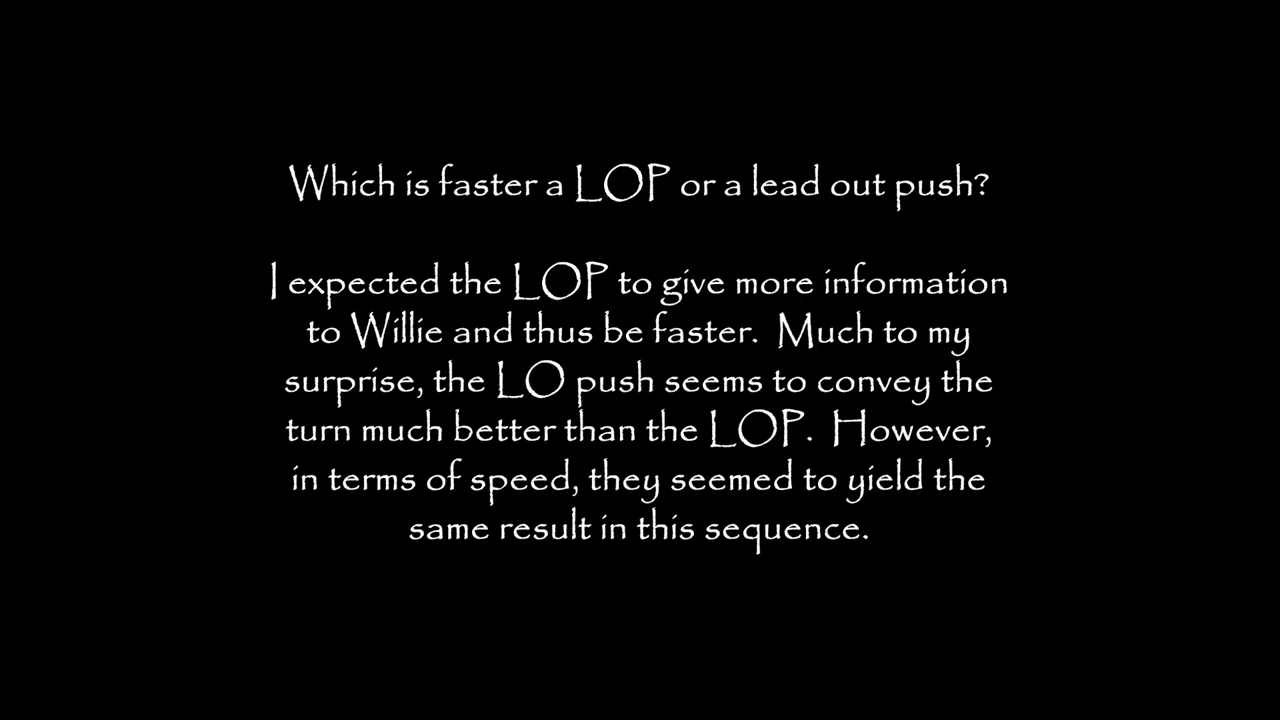 Which is faster a LOP or a lead out push?
I expected the LOP to give more information
to Willie and thus be faster.  Much to my
surprise, the LO push seems to convey the
turn much better than the LOP.  However,
in terms of speed, they seemed to yield the
same result in this sequence.